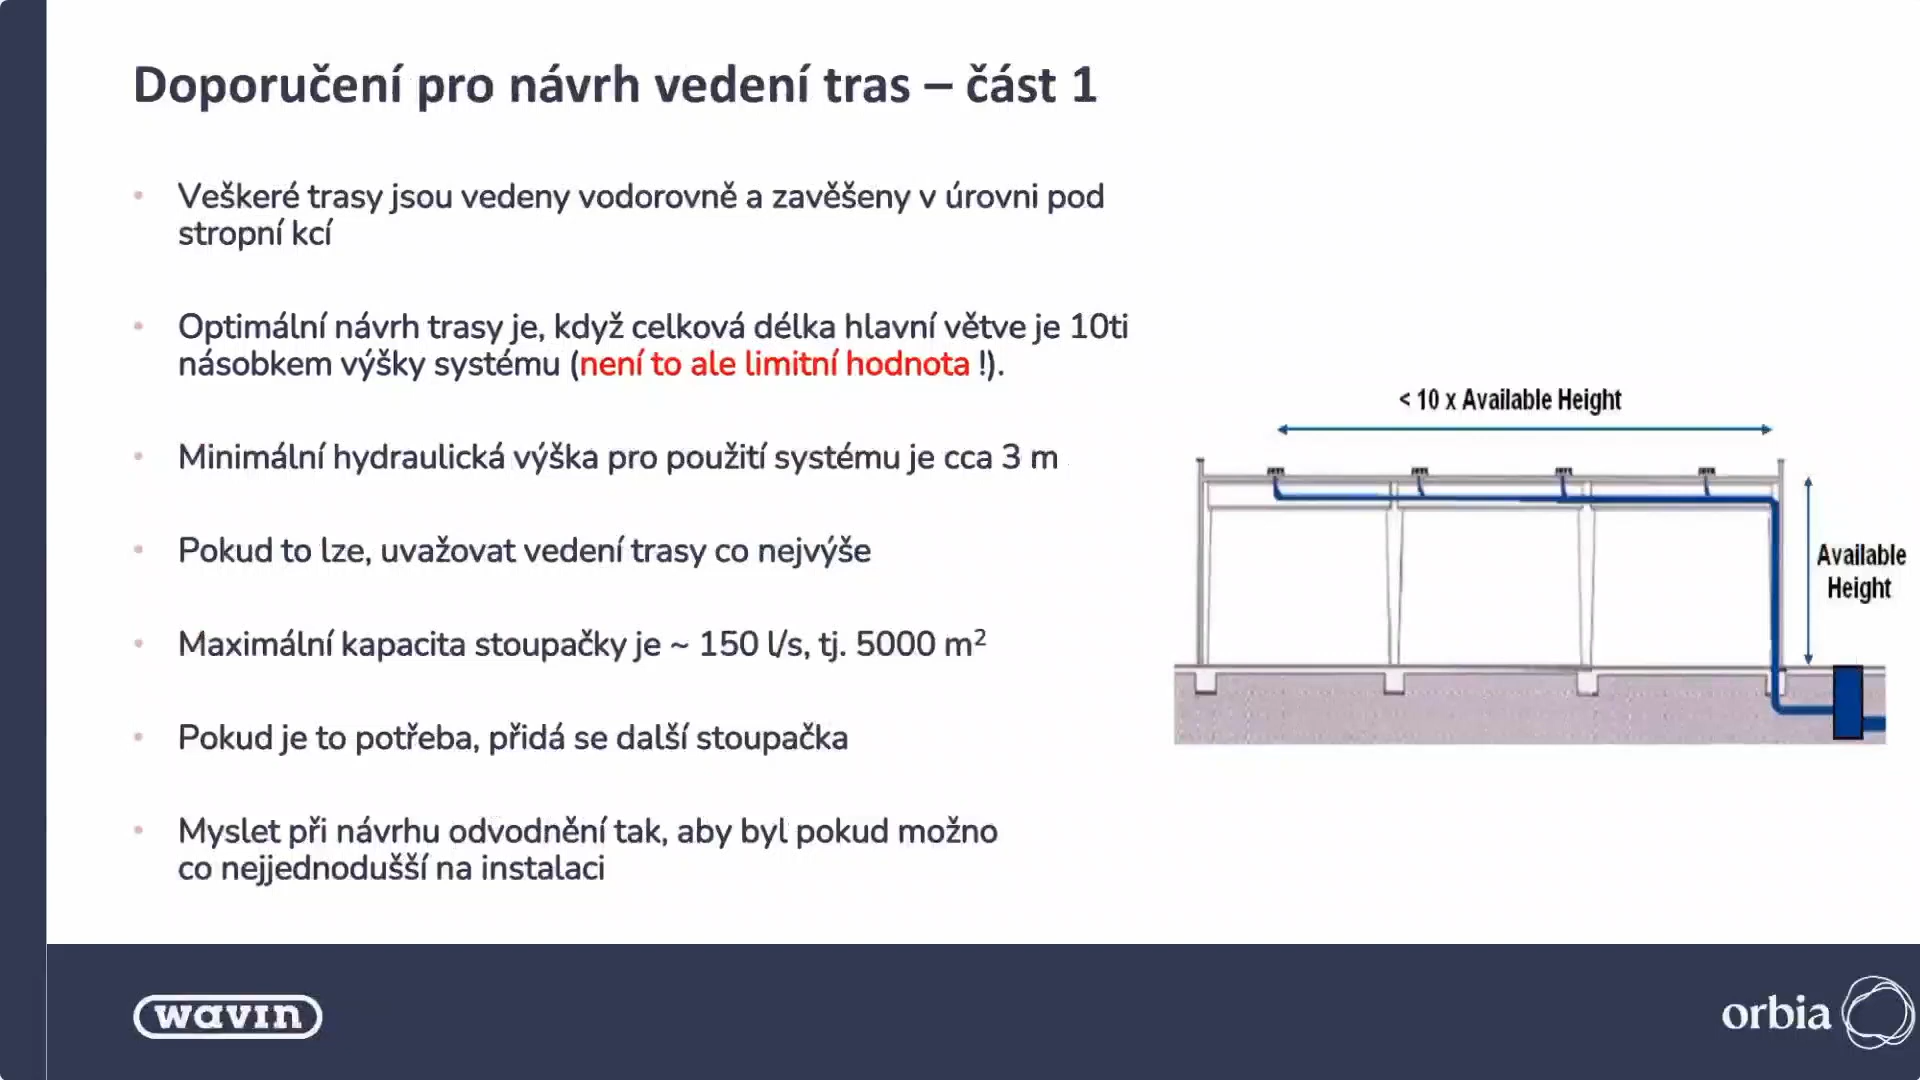 Doporučení pro návrh vedení tras – část 1
• Veškeré trasy jsou vedeny vodorovně a zavěšeny v úrovni pod
stropní kcí
• Optimální návrh trasy je, když celková délka hlavní větve je 10ti
násobkem výšky systému (není to ale limitní hodnota !).
• Minimální hydraulická výška pro použití systému je cca 3 m
• Pokud to lze, uvažovat vedení trasy co nejvýše
• Maximální kapacita stoupačky je ~ 150 l/s, tj. 5000 m²
• Pokud je to potřeba, přidá se další stoupačka
• Myslet při návrhu odvodnění tak, aby byl pokud možno
co nejjednodušší na instalaci
< 10 x Available Height
Available
Height
wavin
orbia